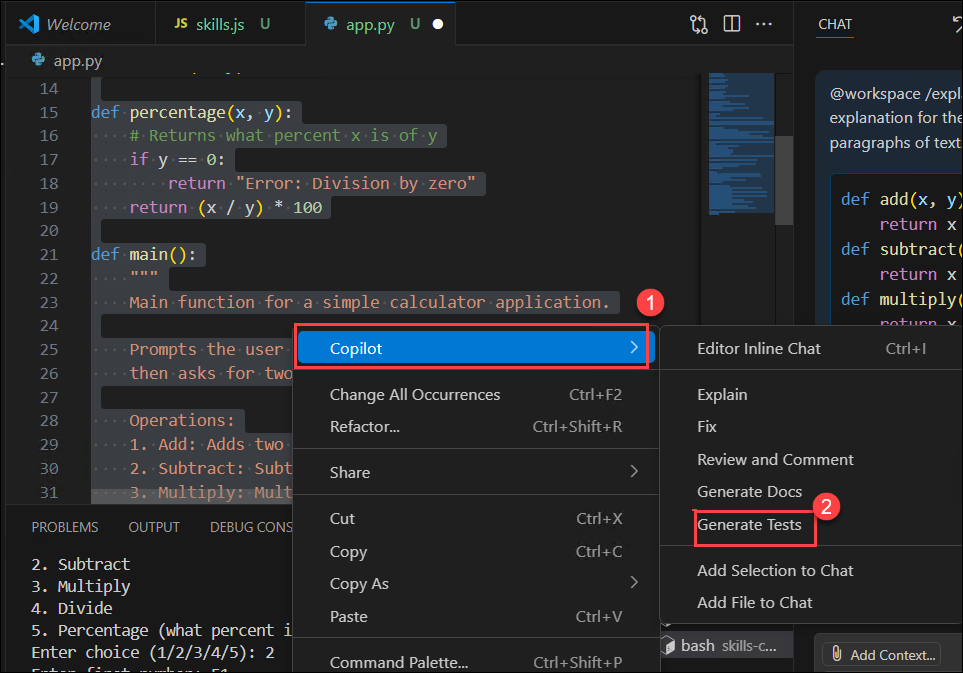 Welcome
JS skills.js U
app.py U
CHAT
app.py
14
15 def percentage(x, y):
16 # Returns what percent x is of y
17 if y == 0:
18 return "Error: Division by zero"
19 return (x / y) * 100
20
21 def main():
22 """
23 Main function for a simple calculator application.
24
25 Prompts the user
26 then asks for two
27
28 Operations:
29 1. Add: Adds two
30 2. Subtract: Subt
31 3. Multiply: Mult
1
Copilot
Change All Occurrences Ctrl+F2
Refactor... Ctrl+Shift+R
Share
Cut Ctrl+X
Copy Ctrl+C
Copy As
Paste Ctrl+V
Command Palette... Ctrl+Shift+P
Editor Inline Chat Ctrl+I
Explain
Fix
Review and Comment
Generate Docs
2
Generate Tests
Add Selection to Chat
Add File to Chat
PROBLEMS OUTPUT DEBUG CONS
2. Subtract
3. Multiply
4. Divide
5. Percentage (what percent i
Enter choice (1/2/3/4/5): 2
Enter first number: 51
bash skills-c...
@workspace /expl
explanation for the
paragraphs of text
def add(x, y)
return x
def subtract(
return x
def multiply(
return x
Add Context...